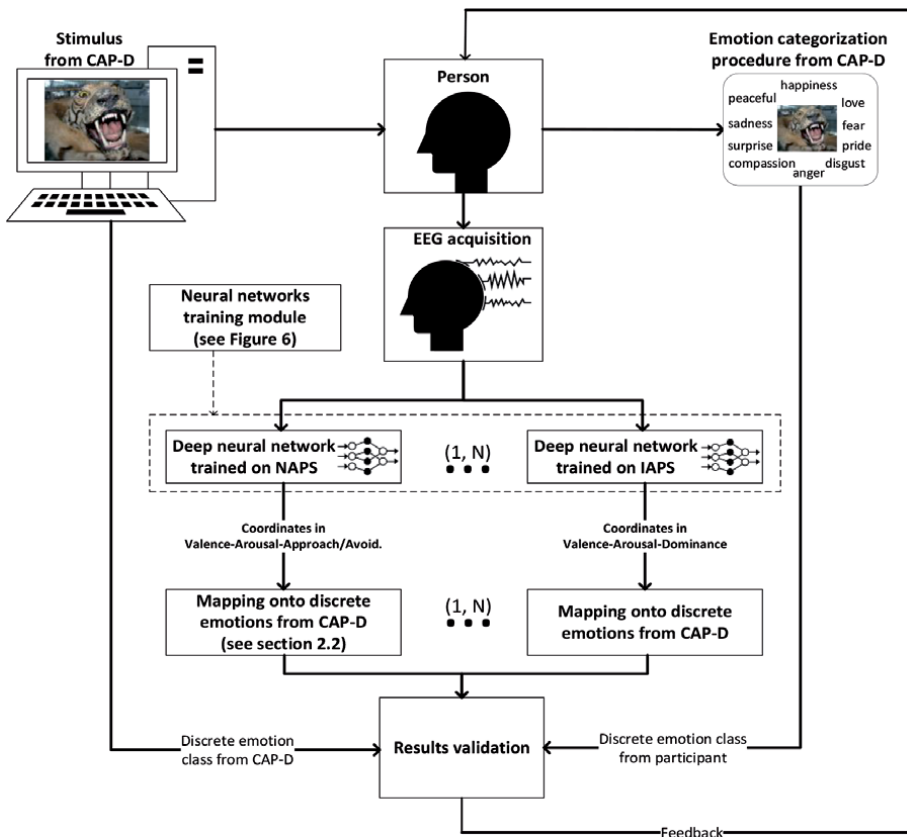 Stimulus
from CAP-D
Person
Emotion categorization
procedure from CAP-D
happiness
peaceful
love
sadness
fear
surprise
pride
compassion
disgust
anger
EEG acquisition
Neural networks
training module
(see Figure 6)
Deep neural network
trained on NAPS
(1, N)
Deep neural network
trained on IAPS
Coordinates in
Valence-Arousal-Approach/Avoid.
Coordinates in
Valence-Arousal-Dominance
Mapping onto discrete
emotions from CAP-D
(see section 2.2)
(1, N)
Mapping onto discrete
emotions from CAP-D
Discrete emotion
class from CAP-D
Results validation
Discrete emotion class
from participant
Feedback